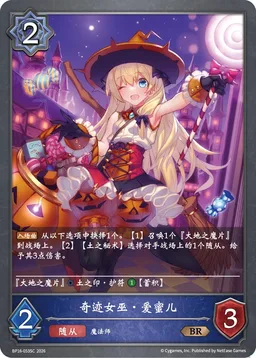 2
入场曲 从以下选项中择其1。【1】召唤1个『大地之魔片』
到战场上。【2】【土之秘术】选择对手战场上的1个随从。给
予其3点伤害。
『大地之魔片』·土之印·护符 1【蓄积】
奇迹女巫·爱蜜儿
2
随从
魔法师
BR
3
© Cygames, Inc. Published by NetEase Games